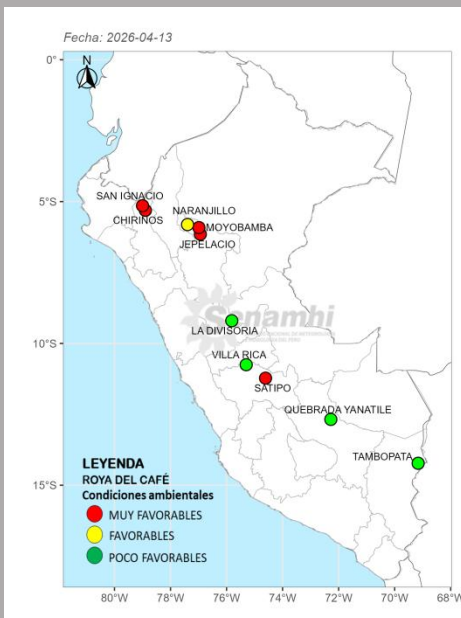 Fecha: 2026-04-13
N
0°
SAN IGNACIO
5°S
NARANJILLO
CHIRINOS
MOYOBAMBA
JEPELACIO
Senamhi
LA DIVISORIA
10°S
VILLA RICA
SATIPO
QUEBRADA YANATILE
TAMBOPATA
LEYENDA
ROYA DEL CAFÉ
Condiciones ambientales
15°S
MUY FAVORABLES
FAVORABLES
POCO FAVORABLES
80°W 78°W 76°W 74°W 72°W 70°W 68°W